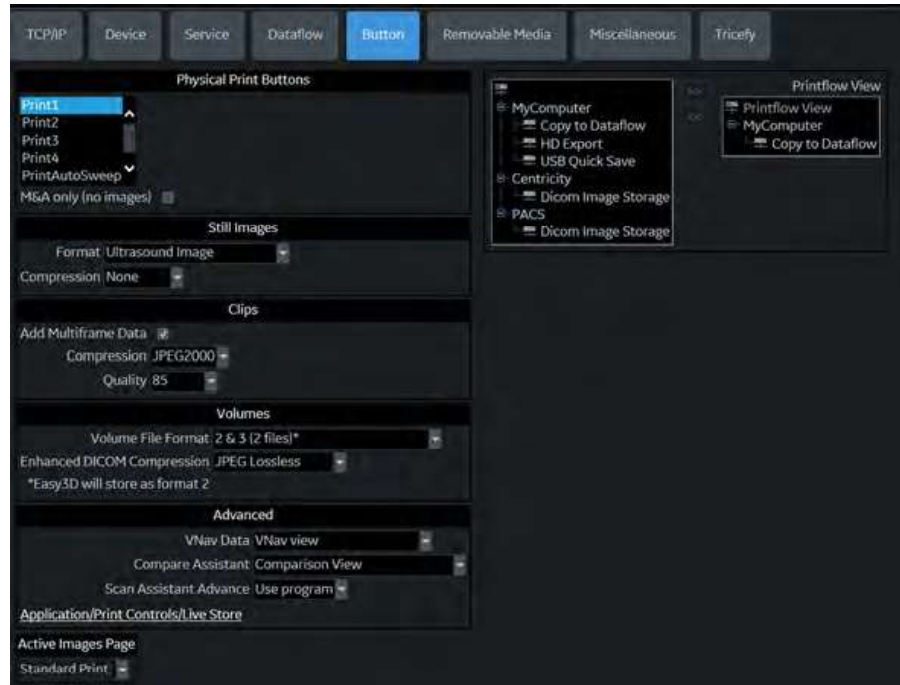 TCP/IP Device Service Dataflow Button Removable Media Miscellaneous Tricefy
Physical Print Buttons
Print1
Print2
Print3
Print4
PrintAutoSweep
M&A only (no images)
Still Images
Format Ultrasound Image
Compression None
Clips
Add Multiframe Data
Compression JPEG2000
Quality 85
Volumes
Volume File Format 2 & 3 (2 files)*
Enhanced DICOM Compression JPEG Lossless
*Easy3D will store as format 2
Advanced
VNav Data VNav view
Compare Assistant Comparison View
Scan Assistant Advance Use program
Application/Print Controls/Live Store
Active Images Page
Standard Print
MyComputer
Copy to Dataflow
HD Export
USB Quick Save
Centricity
Dicom Image Storage
PACS
Dicom Image Storage
>>
<<
Printflow View
Printflow View
MyComputer
Copy to Dataflow